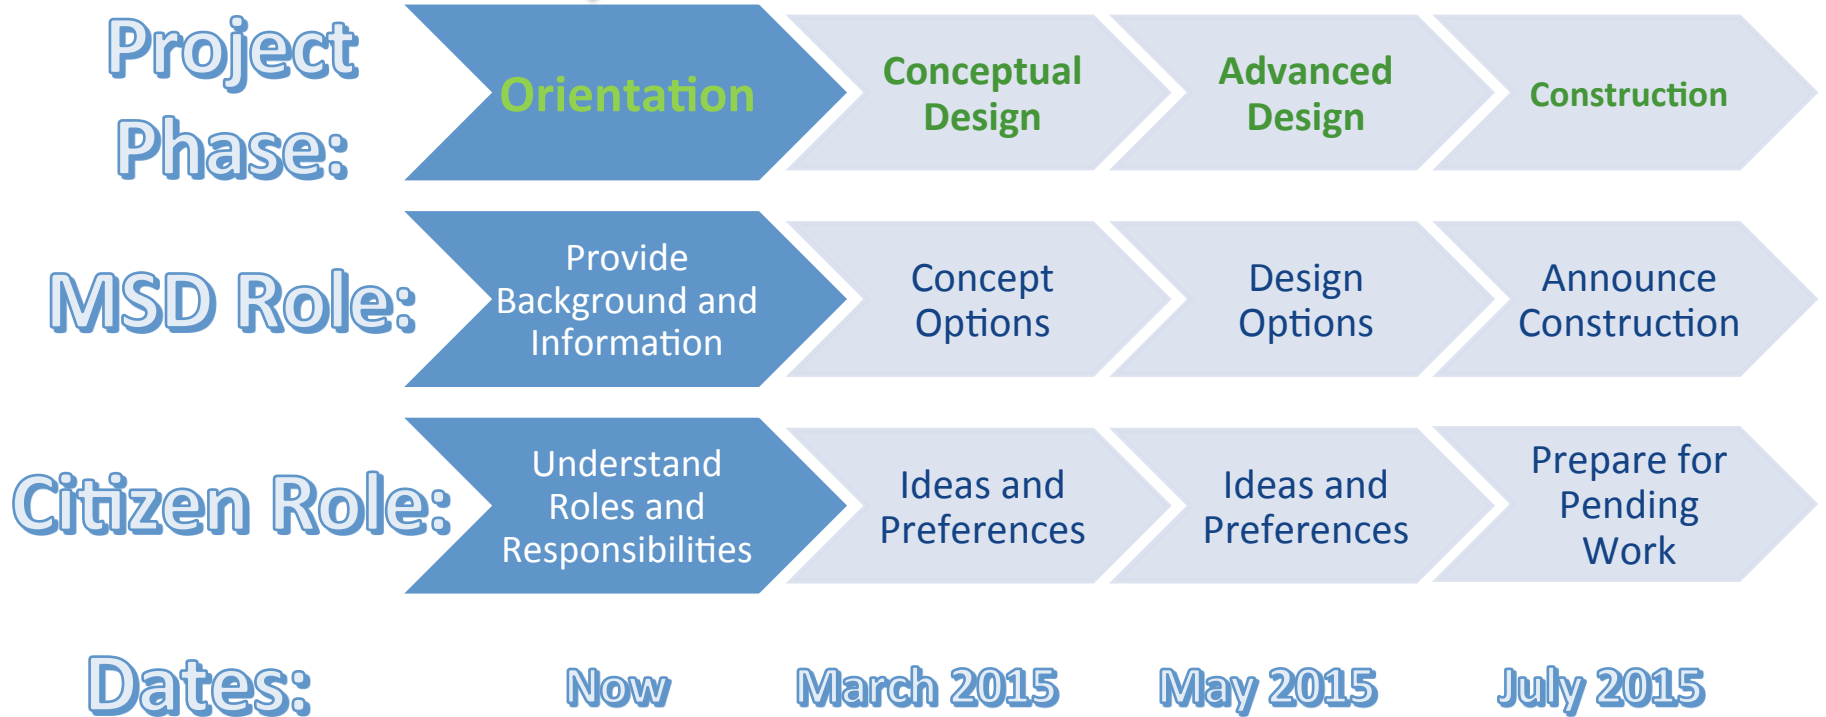 Project
Phase:
Orientation
Conceptual
Design
Advanced
Design
Construction
MSD Role:
Provide
Background and
Information
Concept
Options
Design
Options
Announce
Construction
Citizen Role:
Understand
Roles and
Responsibilities
Ideas and
Preferences
Ideas and
Preferences
Prepare for
Pending
Work
Dates:
Now
March 2015
May 2015
July 2015